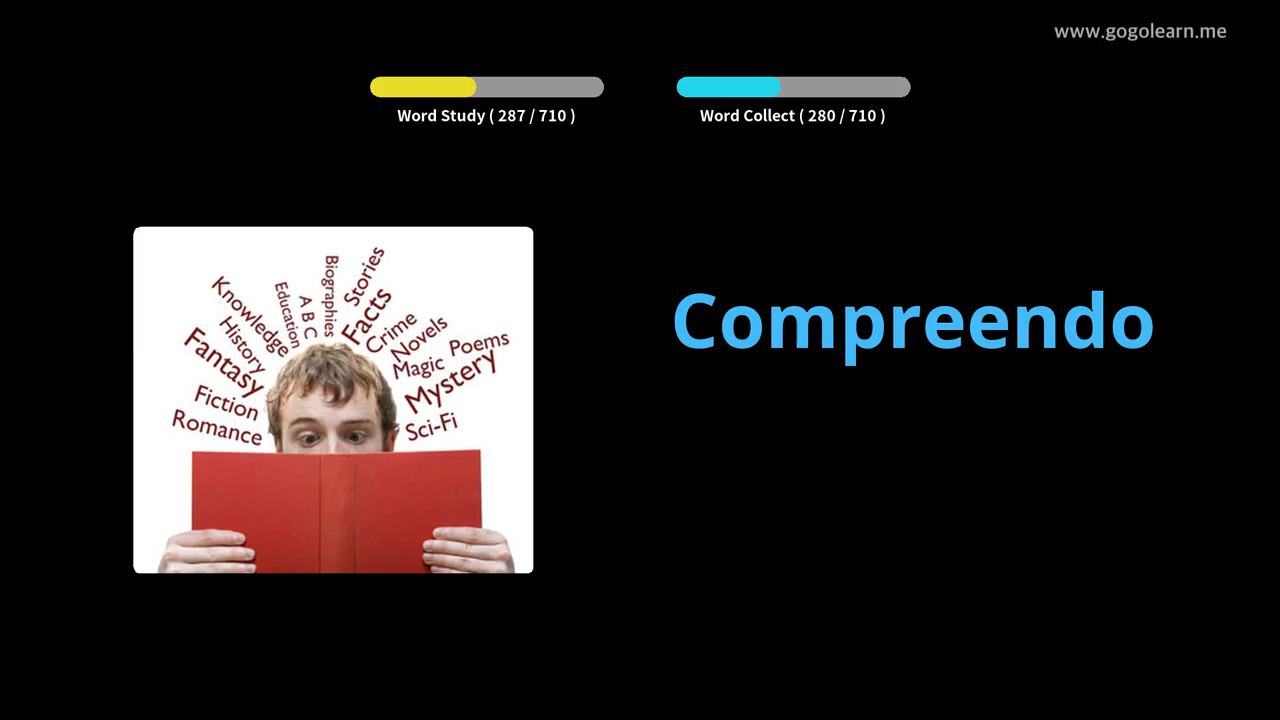 www.gogolearn.me
Word Study ( 287 / 710 )
Word Collect ( 280 / 710 )
Compreendo
Biographies
Stories
Education
A B C
Facts
Knowledge
Crime
Novels
History
Poems
Fantasy
Magic
Mystery
Fiction
Romance
Sci-Fi